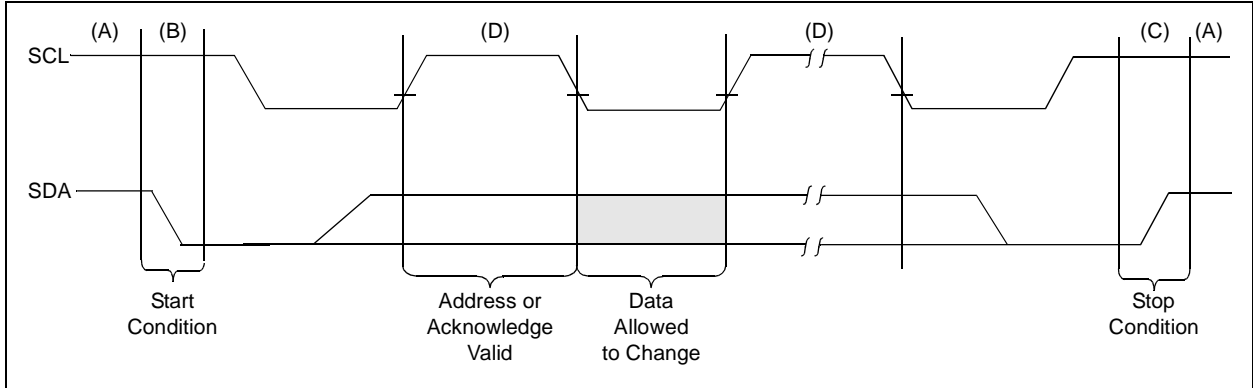 (A) (B) (D) (D) (C) (A)
SCL
SDA
Start
Condition
Address or
Acknowledge
Valid
Data
Allowed
to Change
Stop
Condition